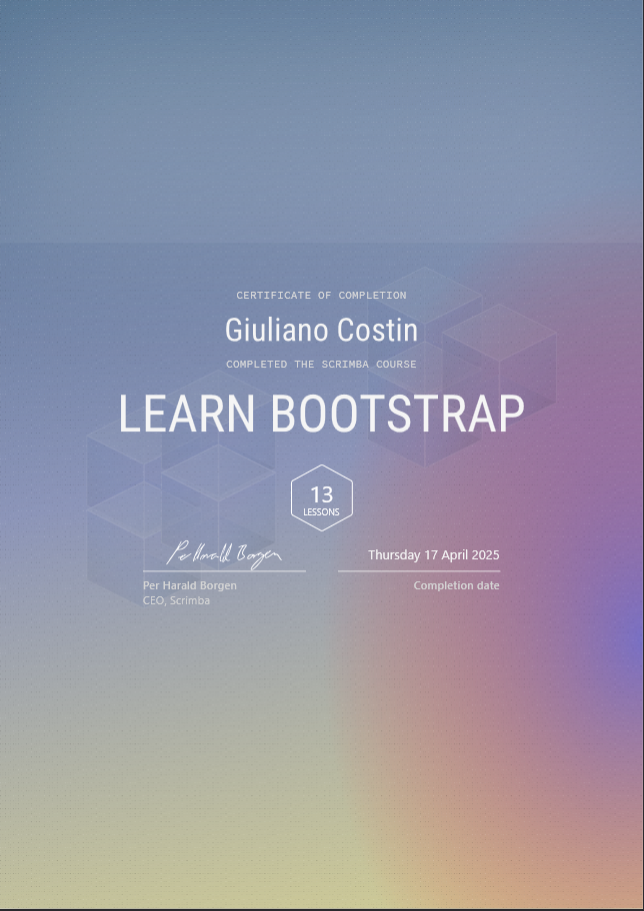 CERTIFICATE OF COMPLETION
Giuliano Costin
COMPLETED THE SCRIMBA COURSE
LEARN BOOTSTRAP
13
LESSONS
Per Harald Borgen
Thursday 17 April 2025
Per Harald Borgen
Completion date
CEO, Scrimba